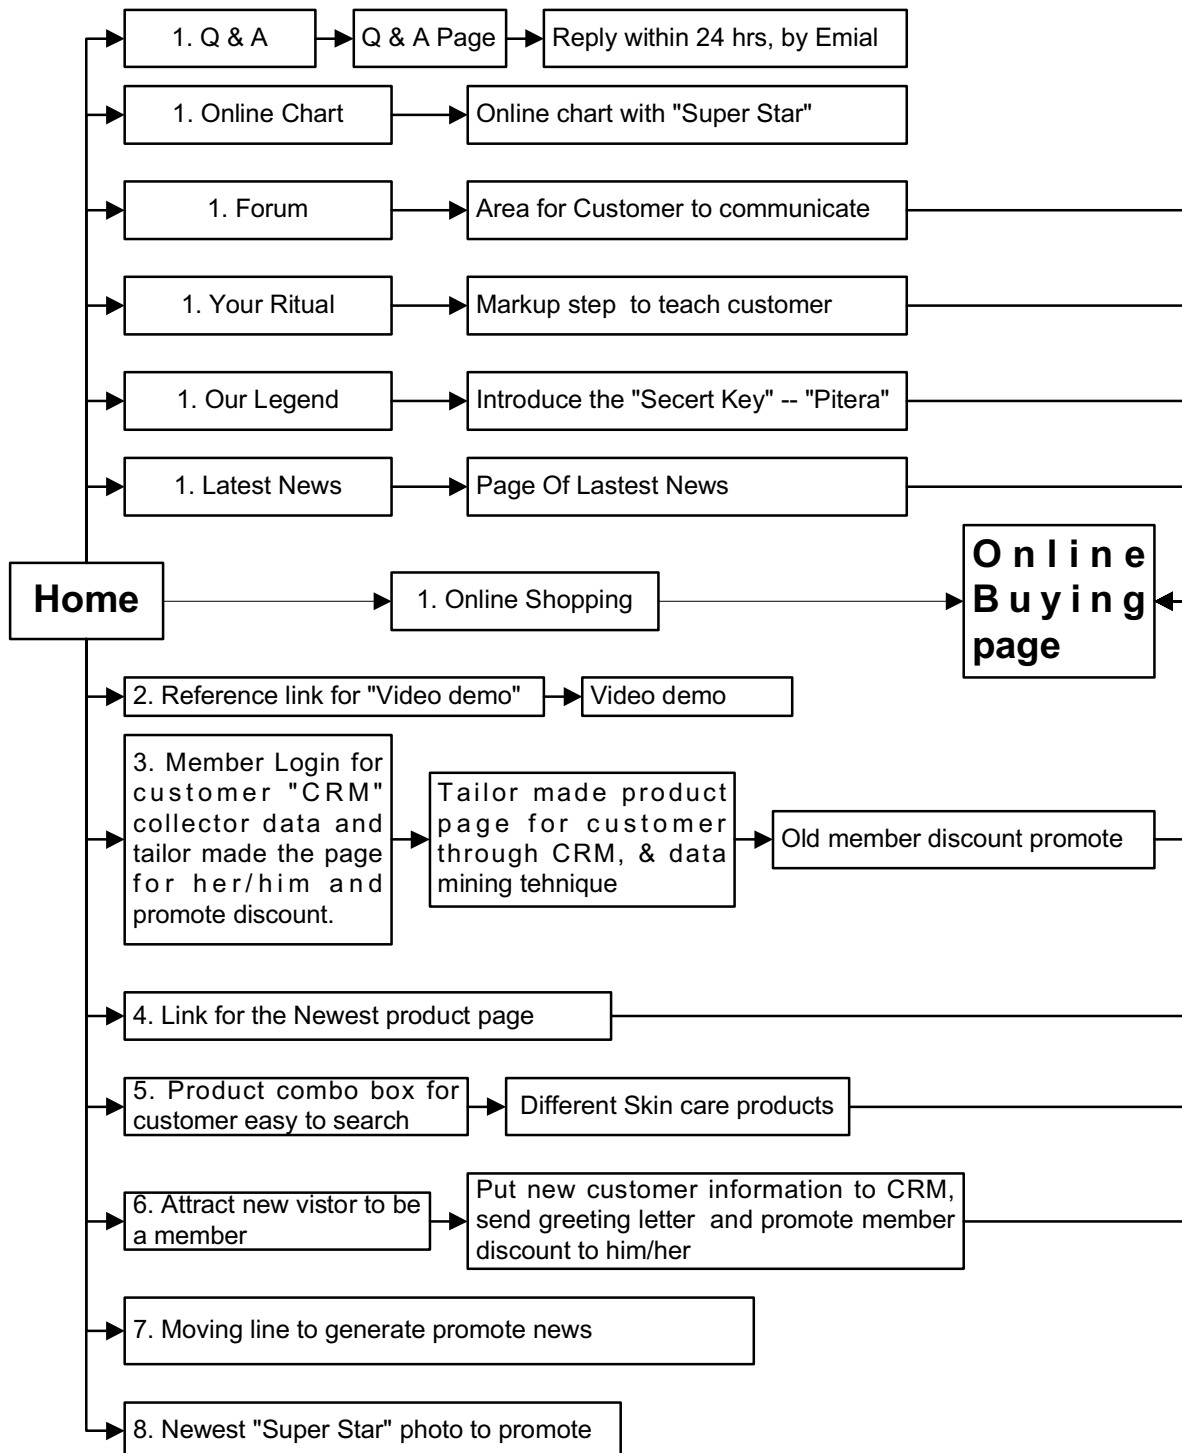 1. Q & A
Q & A Page
Reply within 24 hrs, by Emial
1. Online Chart
Online chart with "Super Star"
1. Forum
Area for Customer to communicate
1. Your Ritual
Markup step  to teach customer
1. Our Legend
Introduce the "Secert Key" -- "Pitera"
1. Latest News
Page Of Lastest News
Home
1. Online Shopping
Online
Buying
page
2. Reference link for "Video demo"
Video demo
3. Member Login for
customer "CRM"
collector data and
tailor made the page
for her/him and
promote discount.
Tailor made product
page for customer
through CRM, & data
mining tehnique
Old member discount promote
4. Link for the Newest product page
5. Product combo box for
customer easy to search
Different Skin care products
6. Attract new vistor to be
a member
Put new customer information to CRM,
send greeting letter  and promote member
discount to him/her
7. Moving line to generate promote news
8. Newest "Super Star" photo to promote